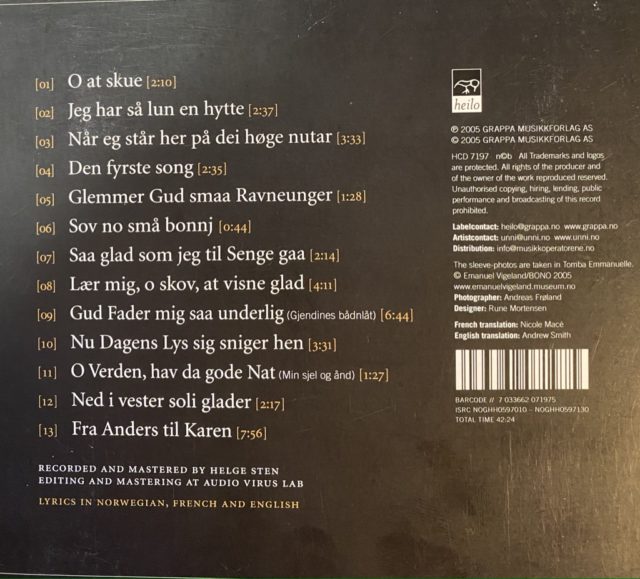 [01] O at skue [2:10]
[02] Jeg har så lun en hytte [2:37]
[03] Når eg står her på dei høge nutar [3:33]
[04] Den fyrste song [2:35]
[05] Glemmer Gud smaa Ravneunger [1:28]
[06] Sov no små bonnj [0:44]
[07] Saa glad som jeg til Senge gaa [2:14]
[08] Lær mig, o skov, at visne glad [4:11]
[09] Gud Fader mig saa underlig (Gjendines bådnlåt) [6:44]
[10] Nu Dagens Lys sig sniger hen [3:31]
[11] O Verden, hav da gode Nat (Min sjel og ånd) [1:27]
[12] Ned i vester soli glader [2:17]
[13] Fra Anders til Karen [7:56]
RECORDED AND MASTERED BY HELGE STEN
EDITING AND MASTERING AT AUDIO VIRUS LAB
LYRICS IN NORWEGIAN, FRENCH AND ENGLISH
heilo
℗ 2005 GRAPPA MUSIKKFORLAG AS
© 2005 GRAPPA MUSIKKFORLAG AS
HCD 7197 n©b All Trademarks and logos
are protected. All rights of the producer and
of the owner of the work reproduced reserved.
Unauthorised copying, hiring, lending, public
performance and broadcasting of this record
prohibited.
Labelcontact: heilo@grappa.no www.grappa.no
Artistcontact: unni@unni.no www.unni.no
Distribution: info@musikkoperatorene.no
The sleeve-photos are taken in Tomba Emmanuelle.
© Emanuel Vigeland/BONO 2005
www.emanuelvigeland.museum.no
Photographer: Andreas Frøland
Designer: Rune Mortensen
French translation: Nicole Macé
English translation: Andrew Smith
BARCODE // 7 033662 071975
ISRC NOGHH0597010 - NOGHH0597130
TOTAL TIME 42:24